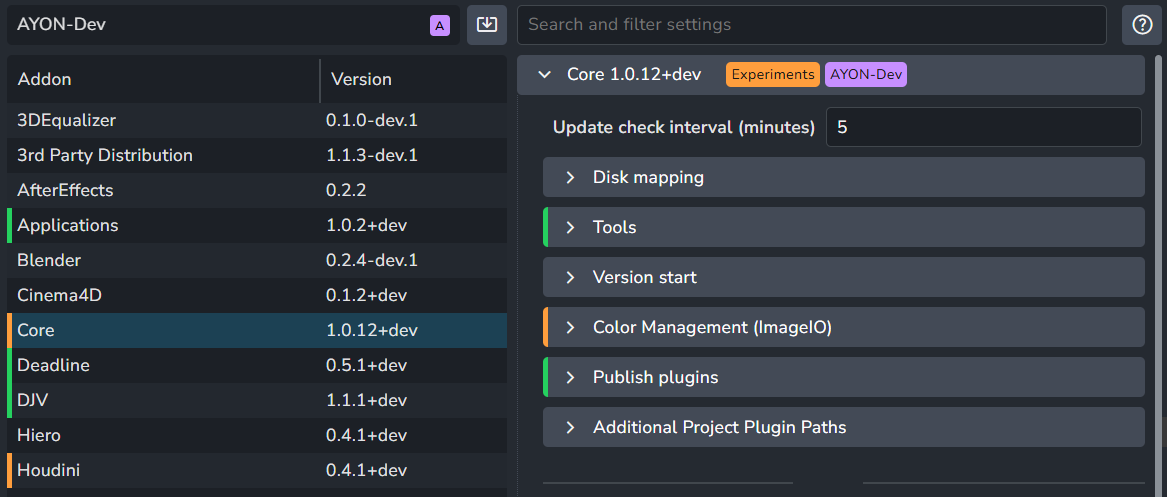 AYON-Dev A Search and filter settings
Addon Version
3DEqualizer 0.1.0-dev.1
3rd Party Distribution 1.1.3-dev.1
AfterEffects 0.2.2
Applications 1.0.2+dev
Blender 0.2.4-dev.1
Cinema4D 0.1.2+dev
Core 1.0.12+dev
Deadline 0.5.1+dev
DJV 1.1.1+dev
Hiero 0.4.1+dev
Houdini 0.4.1+dev
Core 1.0.12+dev Experiments AYON-Dev
Update check interval (minutes) 5
Disk mapping
Tools
Version start
Color Management (ImageIO)
Publish plugins
Additional Project Plugin Paths